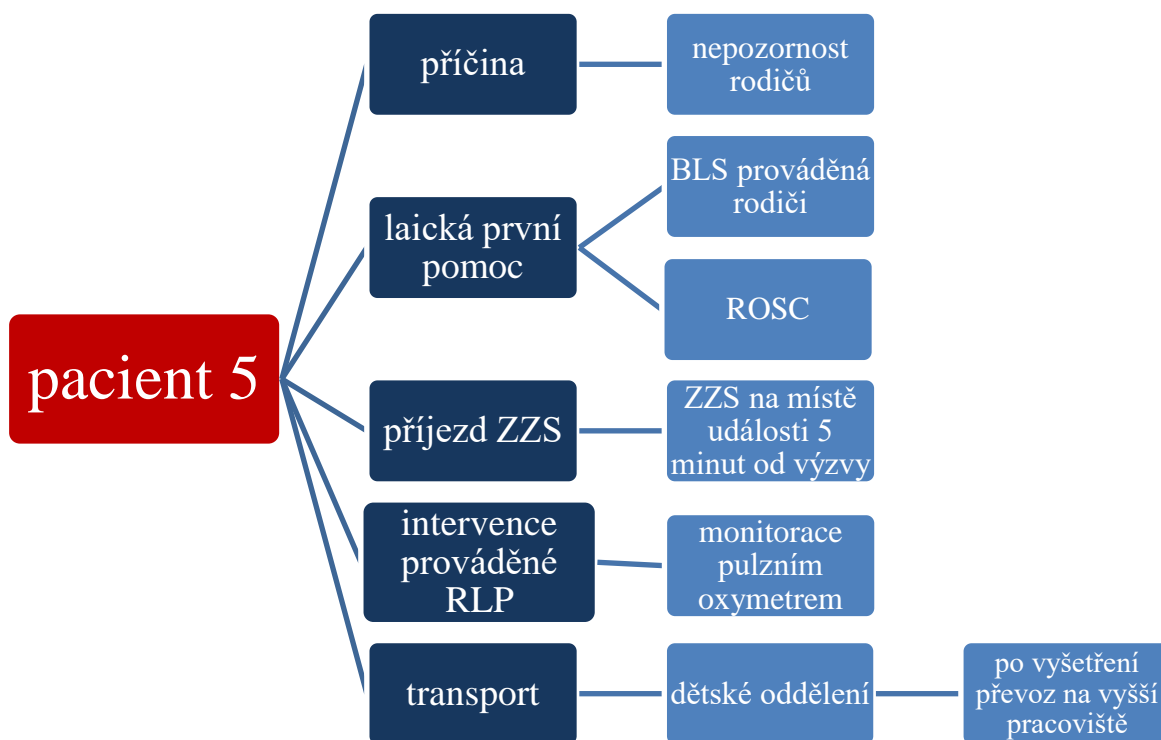 pacient 5
příčina
nepozornost
rodičů
laická první
pomoc
BLS prováděná
rodiči
ROSC
příjezd ZZS
ZZS na místě
události 5
minut od výzvy
intervence
prováděné
RLP
monitorace
pulzním
oxymetrem
transport
dětské oddělení
po vyšetření
převoz na vyšší
pracoviště